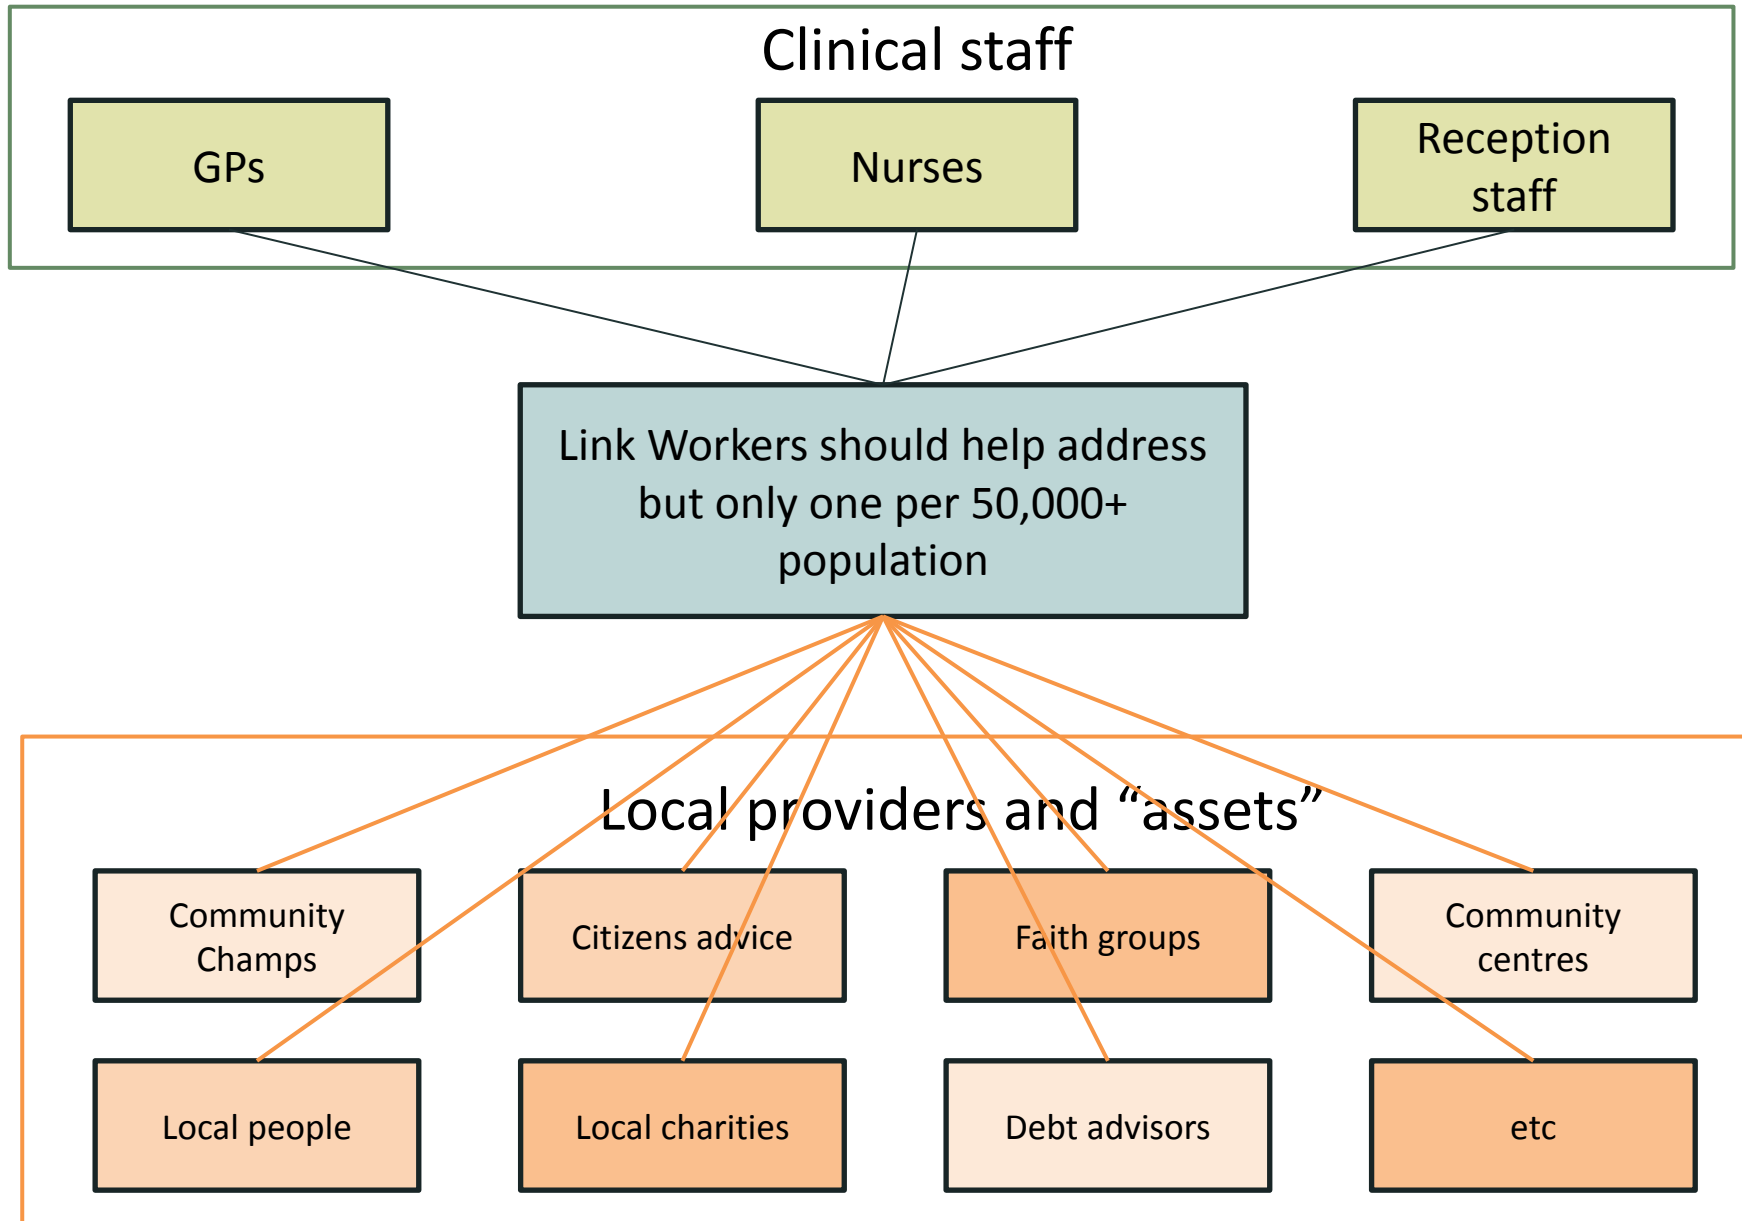 Clinical staff
GPs
Nurses
Reception
staff
Link Workers should help address
but only one per 50,000+
population
Local providers and “assets”
Community
Champs
Citizens advice
Faith groups
Community
centres
Local people
Local charities
Debt advisors
etc